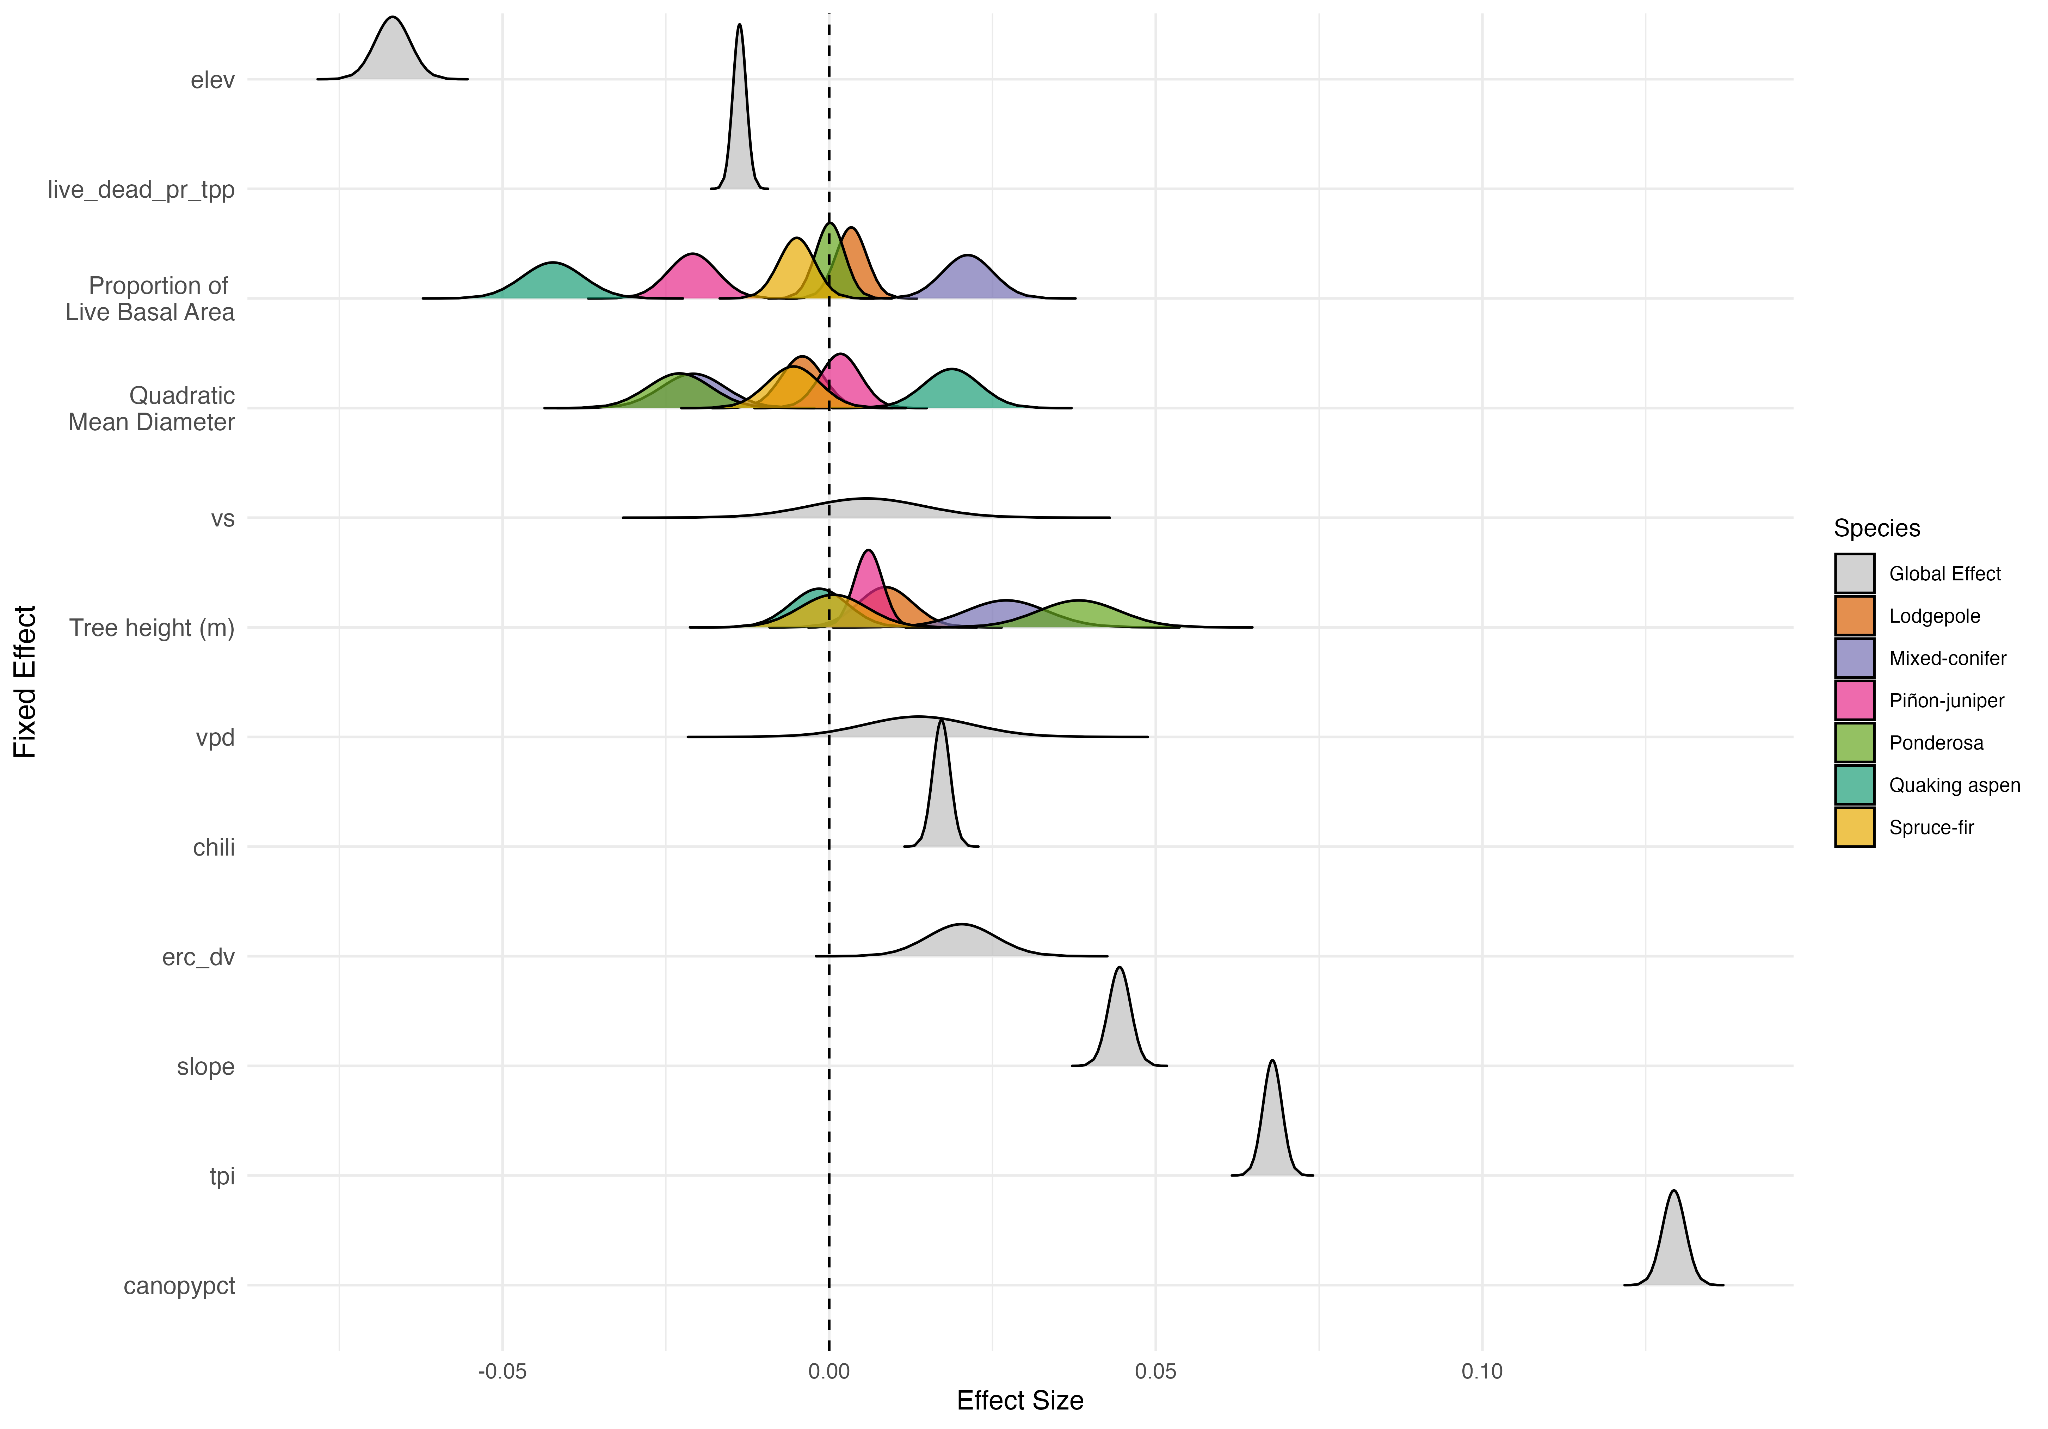 elev
live_dead_pr_tpp
Proportion of
Live Basal Area
Quadratic
Mean Diameter
vs
Tree height (m)
vpd
chili
erc_dv
slope
tpi
canopypct
Fixed Effect
-0.05
0.00
0.05
0.10
Effect Size
Species
Global Effect
Lodgepole
Mixed-conifer
Piñon-juniper
Ponderosa
Quaking aspen
Spruce-fir